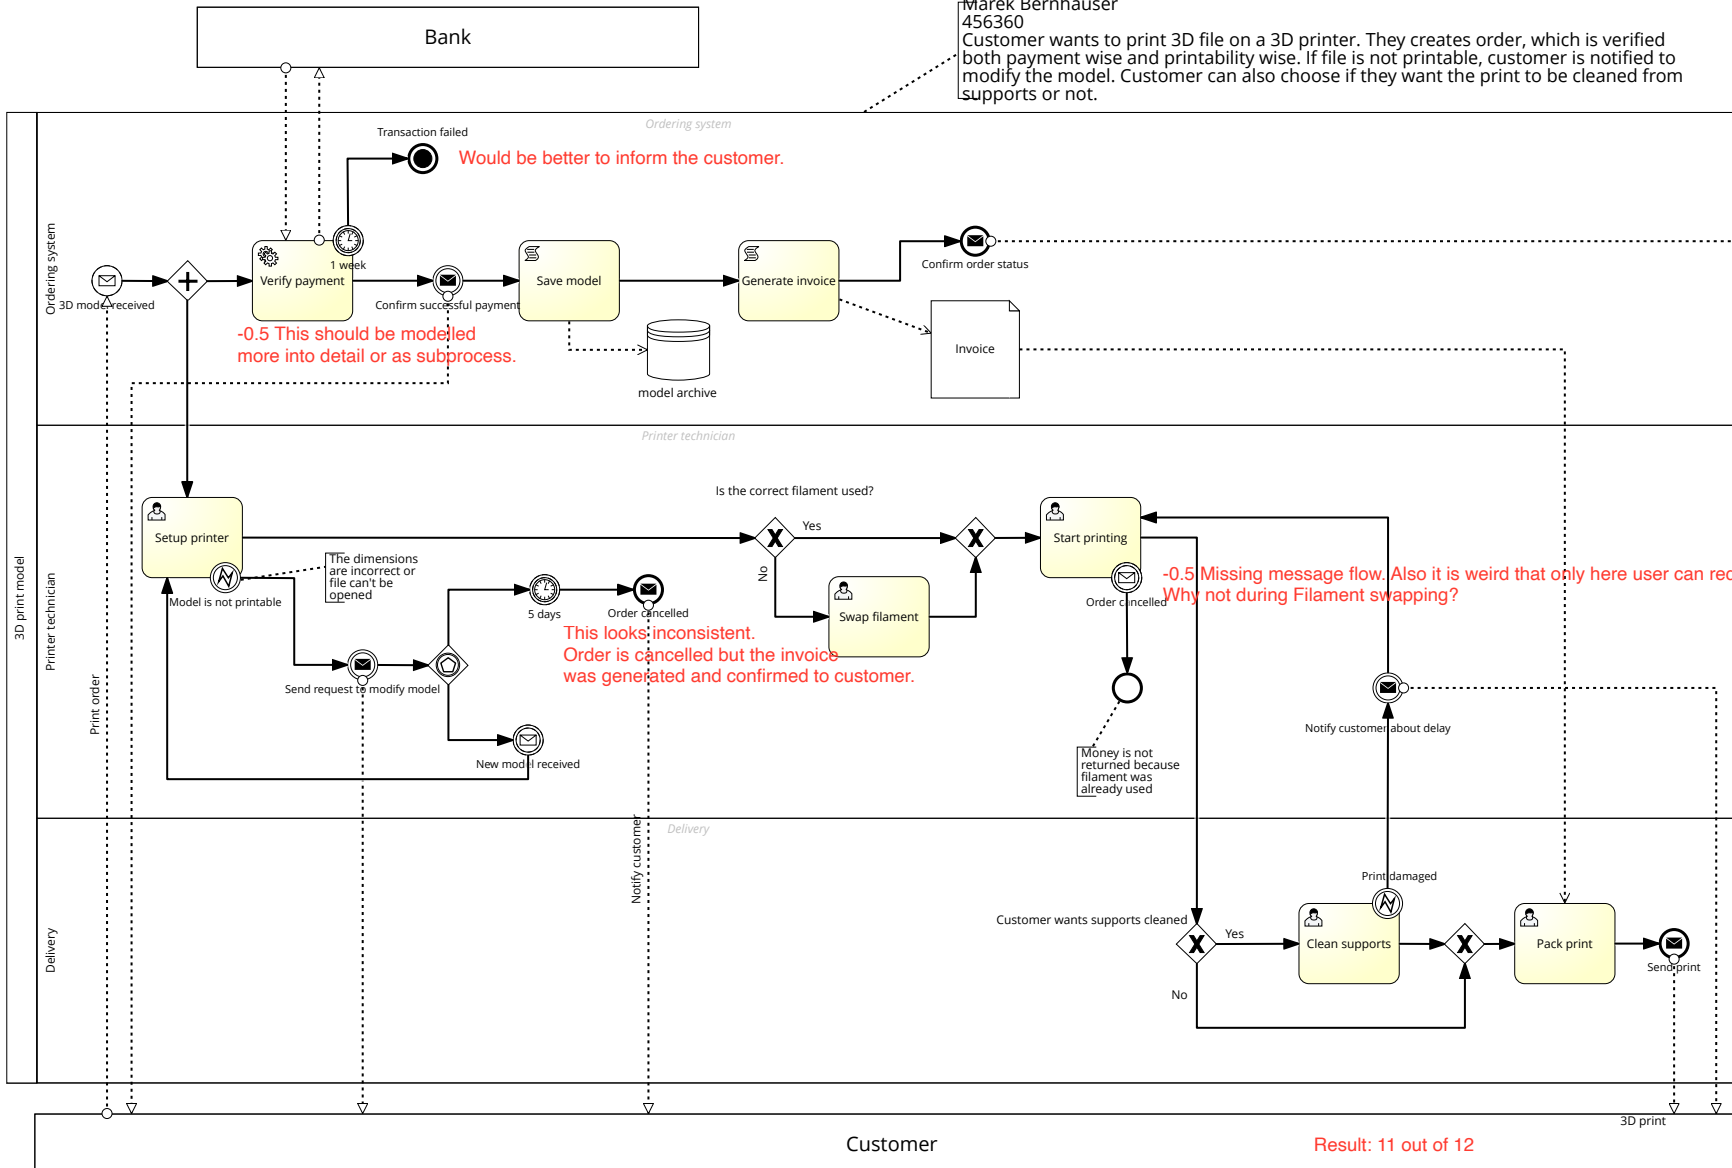 Marek Bernhauser
456360
Customer wants to print 3D file on a 3D printer. They creates order, which is verified
both payment wise and printability wise. If file is not printable, customer is notified to
modify the model. Customer can also choose if they want the print to be cleaned from
supports or not.
Bank
Ordering system
Transaction failed
Would be better to inform the customer.
Ordering system
1 week
Verify payment
Save model
Generate invoice
Confirm order status
3D model received
Confirm successful payment
-0.5 This should be modelled
more into detail or as subprocess.
Invoice
model archive
Printer technician
3D print model
Printer technician
Is the correct filament used?
Yes
No
Setup printer
The dimensions
are incorrect or
file can't be
opened
Model is not printable
Start printing
Swap filament
-0.5 Missing message flow. Also it is weird that only here user can
Why not during Filament swapping?
Order cancelled
5 days
Order cancelled
This looks inconsistent.
Order is cancelled but the invoice
was generated and confirmed to customer.
Send request to modify model
Print order
New model received
Notify customer about delay
Money is not
returned because
filament was
already used
Delivery
Notify customer
Delivery
Print damaged
Customer wants supports cleaned
Yes
No
Clean supports
Pack print
Send print
3D print
Customer
Result: 11 out of 12